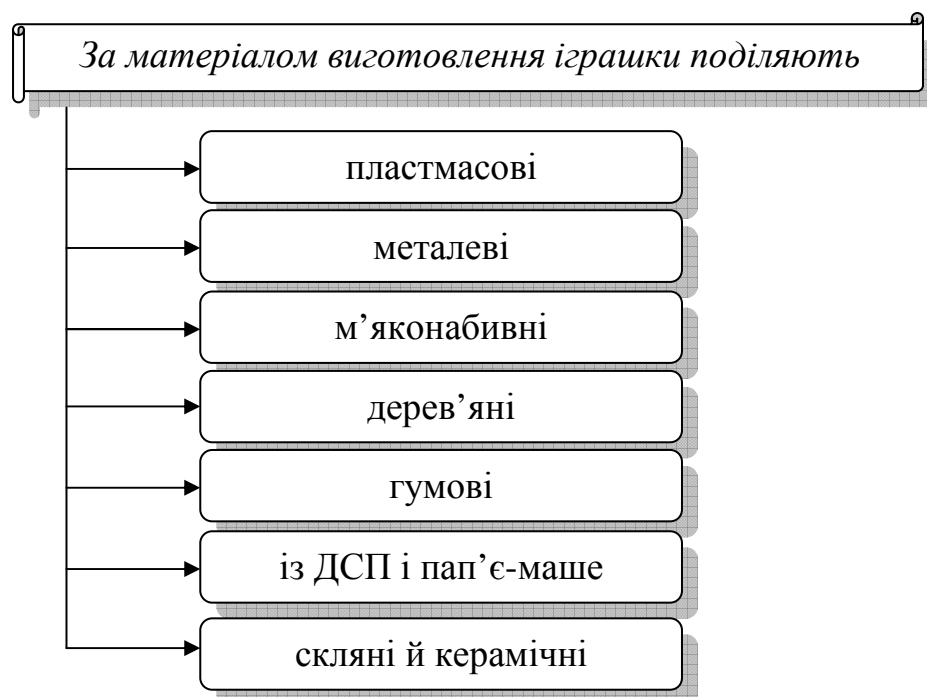 За матеріалом виготовлення іграшки поділяють
пластмасові
металеві
м’яконабивні
дерев’яні
гумові
із ДСП і пап’є-маше
скляні й керамічні